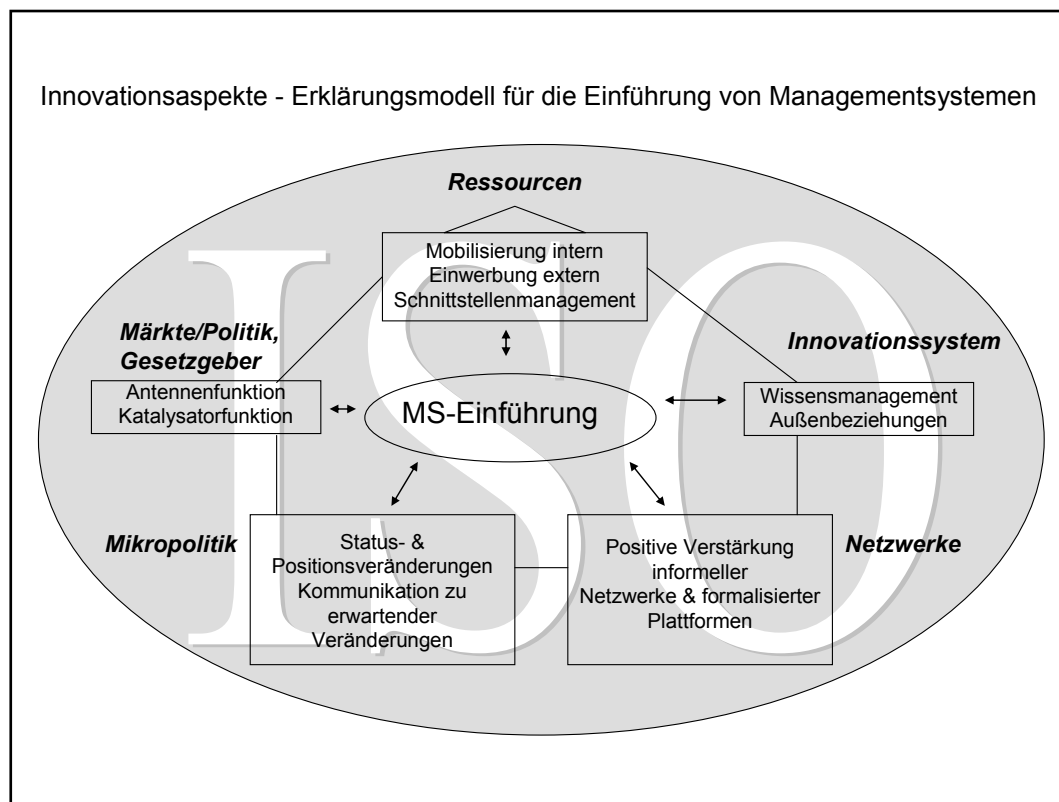 Innovationsaspekte - Erklärungsmodell für die Einführung von Managementsystemen
ISO
Ressourcen
Mobilisierung intern
Einwerbung extern
Schnittstellenmanagement
Märkte/Politik,
Gesetzgeber
Antennenfunktion
Katalysatorfunktion
MS-Einführung
Innovationssystem
Wissensmanagement
Außenbeziehungen
Mikropolitik
Status- &
Positionsveränderungen
Kommunikation zu
erwartender
Veränderungen
Positive Verstärkung
informeller
Netzwerke & formalisierter
Plattformen
Netzwerke